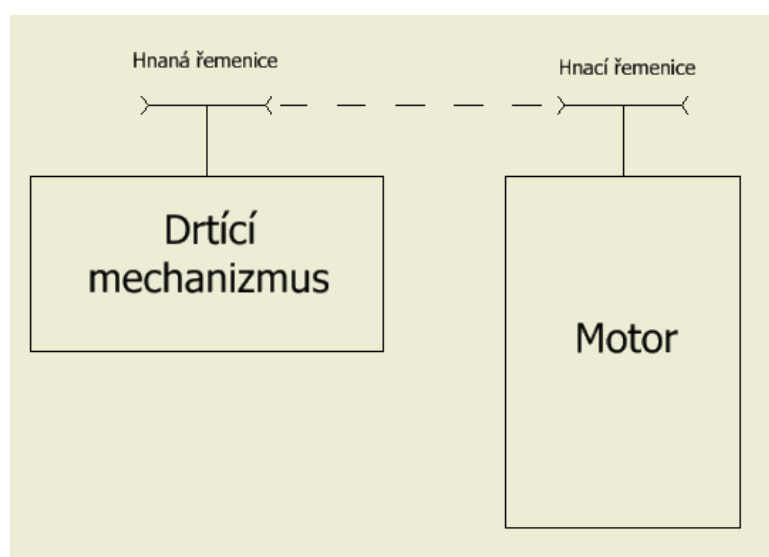 Hnaná řemenice
Hnací řemenice
Drtící
mechanizmus
Motor